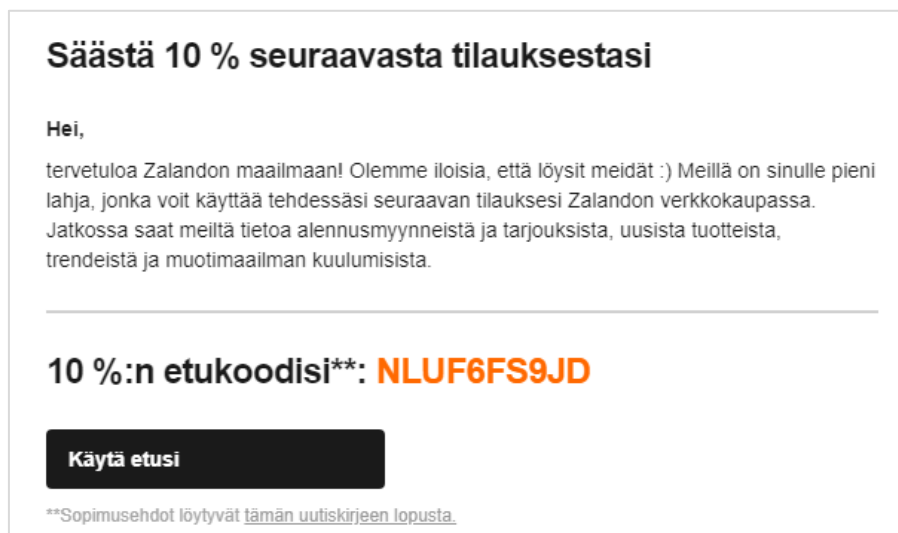 Säästä 10 % seuraavasta tilauksestasi
Hei,
tervetuloa Zalandon maailmaan! Olemme iloisia, että löysit meidät :) Meillä on sinulle pieni
lahja, jonka voit käyttää tehdessäsi seuraavan tilauksesi Zalandon verkkokaupassa.
Jatkossa saat meiltä tietoa alennusmyynneistä ja tarjouksista, uusista tuotteista,
trendeistä ja muotimaailman kuulumisista.
10 %:n etukoodisi**: NLUF6FS9JD
Käytä etusi
**Sopimusehdot löytyvät tämän uutiskirjeen lopusta.